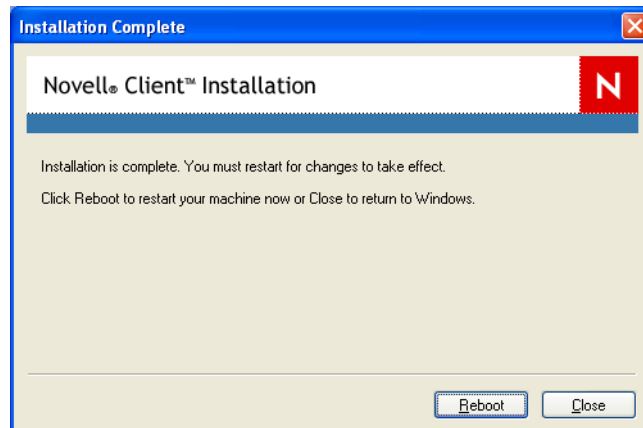 Installation Complete
Novell® Client™ Installation
N
Installation is complete. You must restart for changes to take effect.
Click Reboot to restart your machine now or Close to return to Windows.
Reboot Close